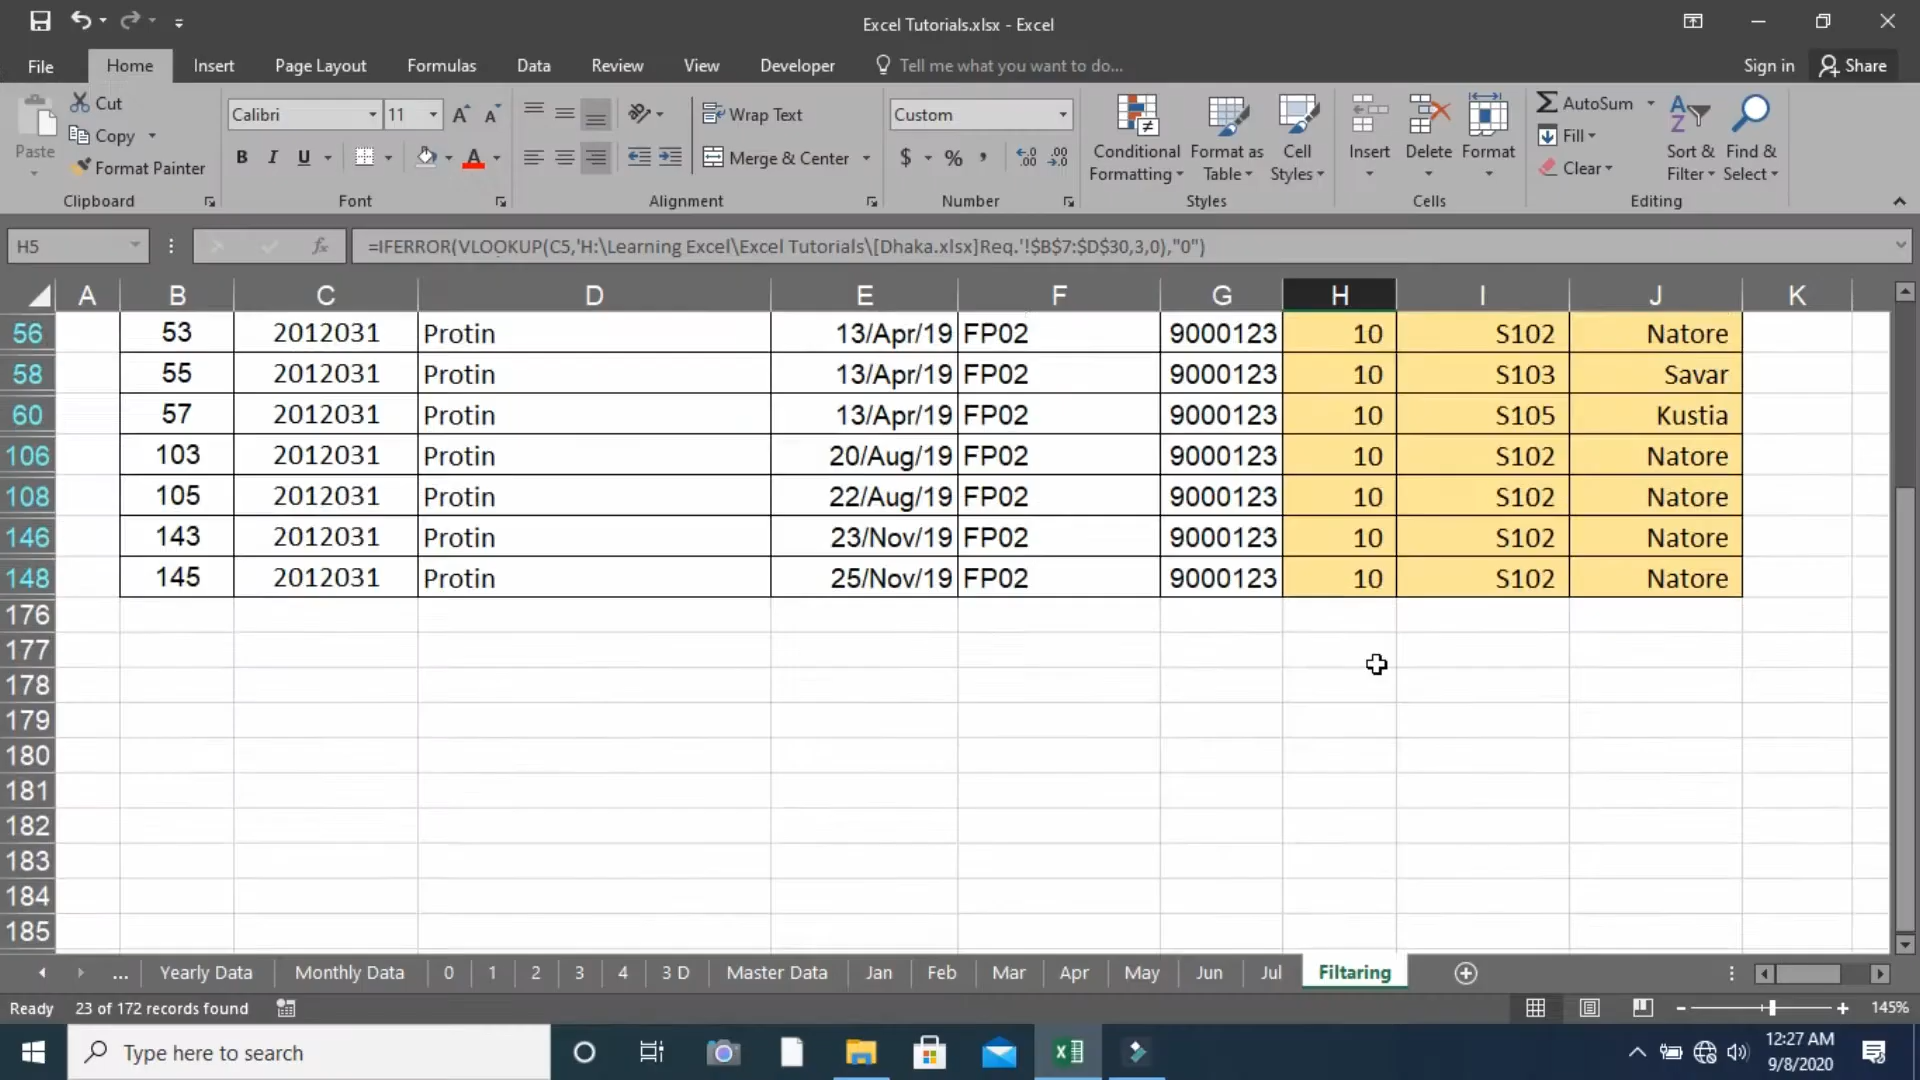 Excel Tutorials.xlsx - Excel
File Home Insert Page Layout Formulas Data Review View Developer Tell me what you want to do... Sign in Share
Paste
Cut
Copy
Format Painter
Clipboard
Calibri 11
B I U
Font
Wrap Text
Merge & Center
Alignment
Custom
$ % ,
Number
Conditional Formatting
Format as Table
Cell Styles
Styles
Insert
Delete
Format
Cells
AutoSum
Fill
Clear
Sort & Filter
Find & Select
Editing
H5 fx =IFERROR(VLOOKUP(C5,'H:\Learning Excel\Excel Tutorials\[Dhaka.xlsx]Req.'!$B$7:$D$30,3,0),"0")
A B C D E F G H I J K
56 53 2012031 Protin 13/Apr/19 FP02 9000123 10 S102 Natore
58 55 2012031 Protin 13/Apr/19 FP02 9000123 10 S103 Savar
60 57 2012031 Protin 13/Apr/19 FP02 9000123 10 S105 Kustia
106 103 2012031 Protin 20/Aug/19 FP02 9000123 10 S102 Natore
108 105 2012031 Protin 22/Aug/19 FP02 9000123 10 S102 Natore
146 143 2012031 Protin 23/Nov/19 FP02 9000123 10 S102 Natore
148 145 2012031 Protin 25/Nov/19 FP02 9000123 10 S102 Natore
176
177
178
179
180
181
182
183
184
185
... Yearly Data Monthly Data 0 1 2 3 4 3 D Master Data Jan Feb Mar Apr May Jun Jul Filtaring
Ready 23 of 172 records found 145%
Type here to search
12:27 AM
9/8/2020